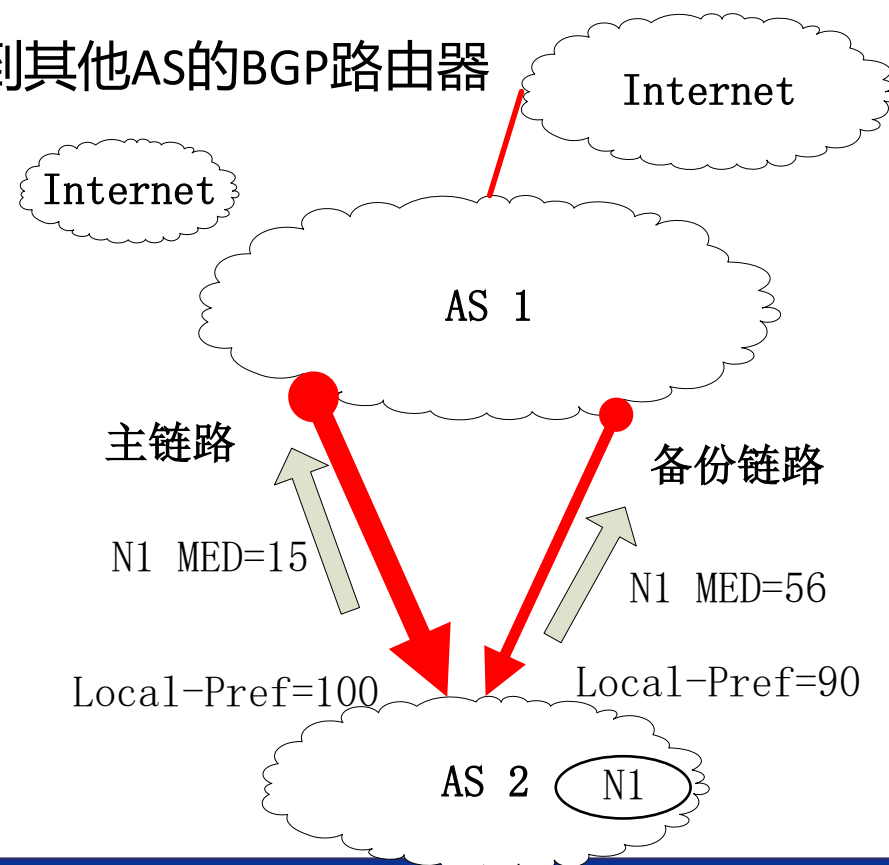 到其他AS的BGP路由器
Internet
Internet
AS 1
主链路
备份链路
N1 MED=15
N1 MED=56
Local-Pref=100
Local-Pref=90
AS 2
N1